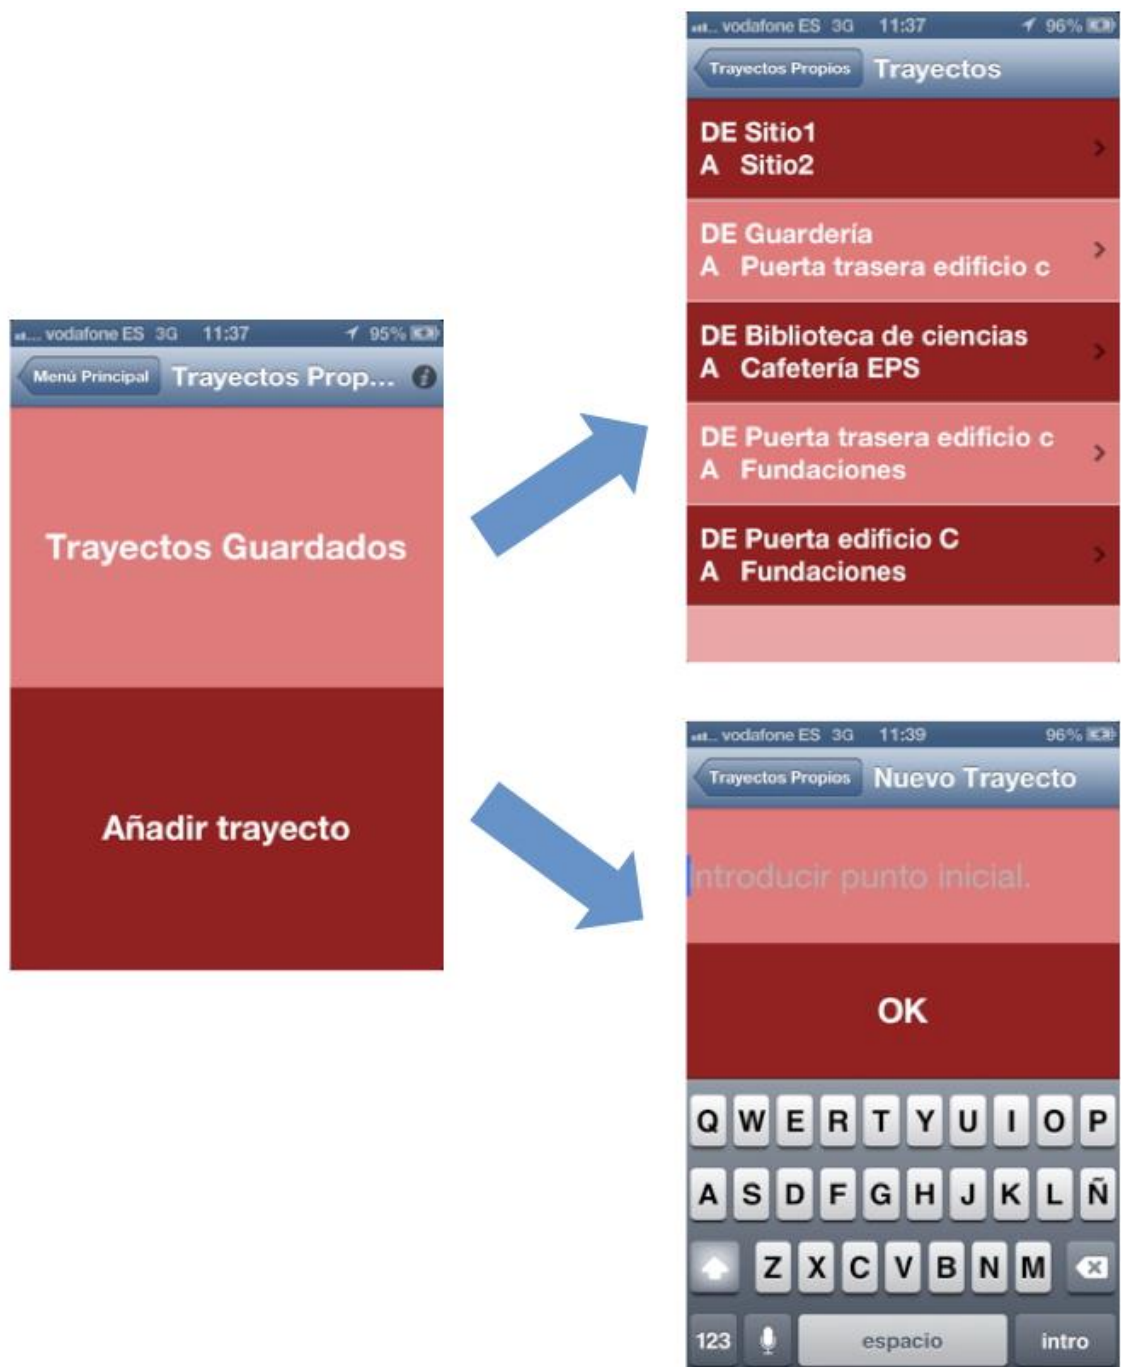 vodafone ES 3G 11:37 95%
Menú Principal Trayectos Prop...
Trayectos Guardados
Añadir trayecto
vodafone ES 3G 11:37 96%
Trayectos Propios Trayectos
DE Sitio1
A Sitio2
DE Guardería
A Puerta trasera edificio c
DE Biblioteca de ciencias
A Cafetería EPS
DE Puerta trasera edificio c
A Fundaciones
DE Puerta edificio C
A Fundaciones
vodafone ES 3G 11:39 96%
Trayectos Propios Nuevo Trayecto
Introducir punto inicial.
OK
Q W E R T Y U I O P
A S D F G H J K L Ñ
Z X C V B N M
123 espacio intro